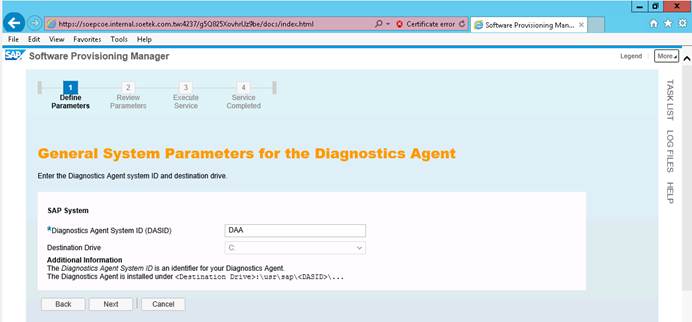 https://soepcoe.internal.soetek.com.tw:4237/g5Q825XovhrUz9be/docs/index.html
Certificate error
Software Provisioning Man...
File Edit View Favorites Tools Help
SAP Software Provisioning Manager
Legend More
1 2 3 4
Define Parameters
Review Parameters
Execute Service
Service Completed
TASK LIST
LOG FILES
HELP
General System Parameters for the Diagnostics Agent
Enter the Diagnostics Agent system ID and destination drive.
SAP System
*Diagnostics Agent System ID (DASID) DAA
Destination Drive C:
Additional Information
The Diagnostics Agent System ID is an identifier for your Diagnostics Agent.
The Diagnostics Agent is installed under <Destination Drive>:\usr\sap\<DASID>\...
Back Next Cancel